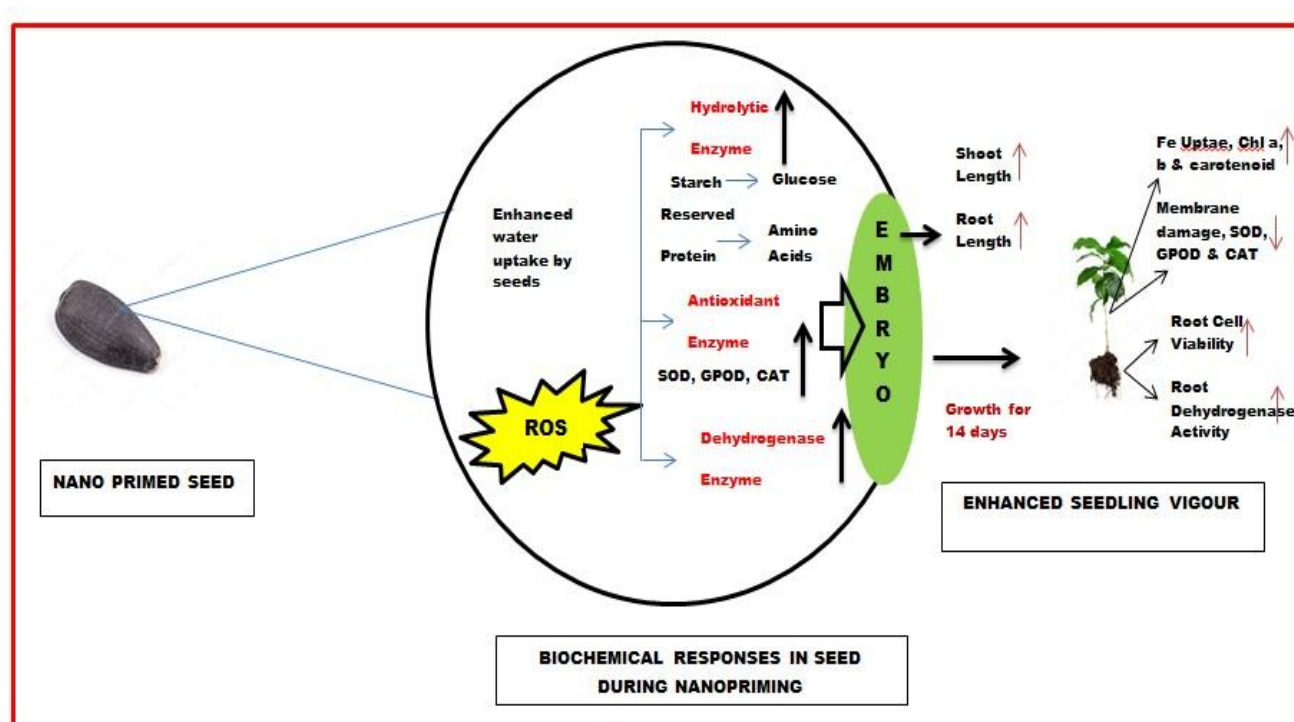 Hydrolytic
Enzyme
Starch
Glucose
Enhanced
water
uptake by
seeds
Reserved
Protein
Amino
Acids
Antioxidant
Enzyme
SOD, GPOD, CAT
ROS
Dehydrogenase
Enzyme
EMBRYO
Shoot
Length
Root
Length
Growth for
14 days
Fe Uptae, Chl a,
b & carotenoid
Membrane
damage, SOD,
GPOD & CAT
Root Cell
Viability
Root
Dehydrogenase
Activity
NANO PRIMED SEED
ENHANCED SEEDLING VIGOUR
BIOCHEMICAL RESPONSES IN SEED
DURING NANOPRIMING